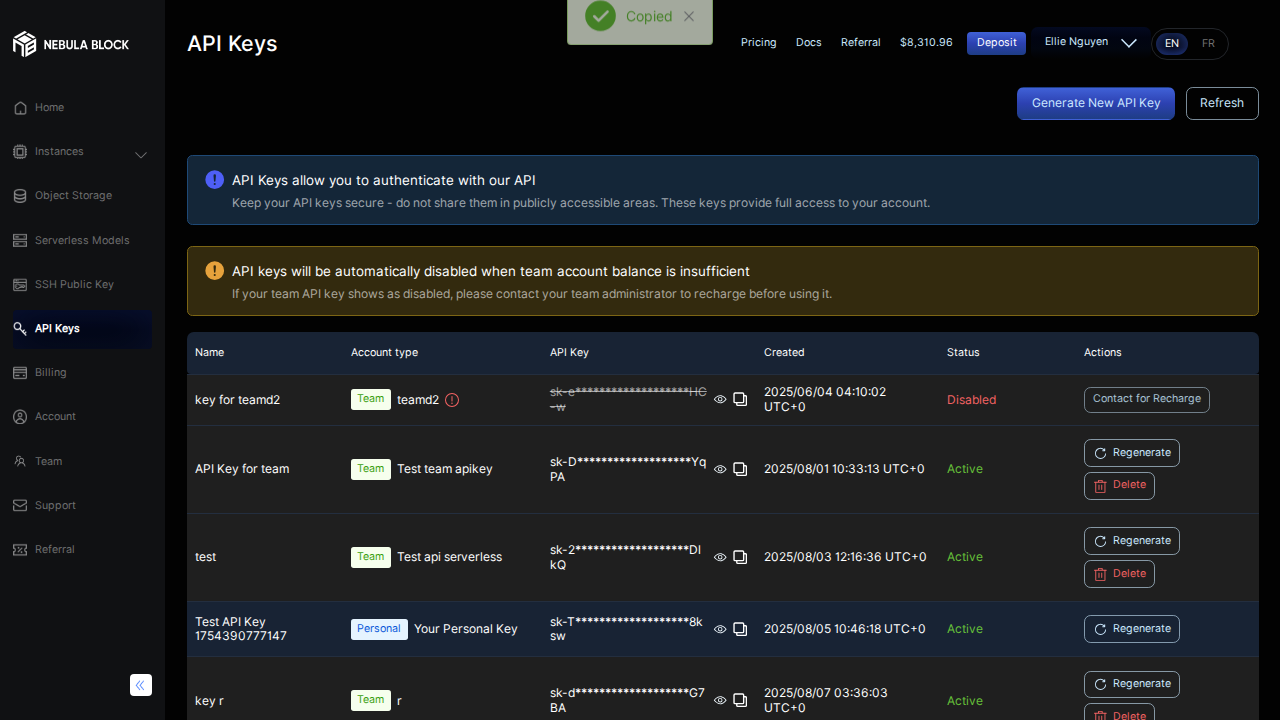 NEBULA BLOCK
Home
Instances
Object Storage
Serverless Models
SSH Public Key
API Keys
Billing
Account
Team
Support
Referral
API Keys
Copied
Pricing
Docs
Referral
$8,310.96
Deposit
Ellie Nguyen
EN
FR
Generate New API Key
Refresh
API Keys allow you to authenticate with our API
Keep your API keys secure - do not share them in publicly accessible areas. These keys provide full access to your account.
API keys will be automatically disabled when team account balance is insufficient
If your team API key shows as disabled, please contact your team administrator to recharge before using it.
Name Account type API Key Created Status Actions
key for teamd2 Team teamd2 sk-e*******************HC 2025/06/04 04:10:02 Disabled Contact for Recharge
-w UTC+0
API Key for team Team Test team apikey sk-D*******************Yq 2025/08/01 10:33:13 UTC+0 Active Regenerate
PA Delete
test Team Test api serverless sk-2*******************DI 2025/08/03 12:16:36 UTC+0 Active Regenerate
kQ Delete
Test API Key Personal Your Personal Key sk-T*******************8k 2025/08/05 10:46:18 UTC+0 Active Regenerate
1754390777147 sw
key r Team r sk-d*******************G7 2025/08/07 03:36:03 Active Regenerate
BA UTC+0 Delete